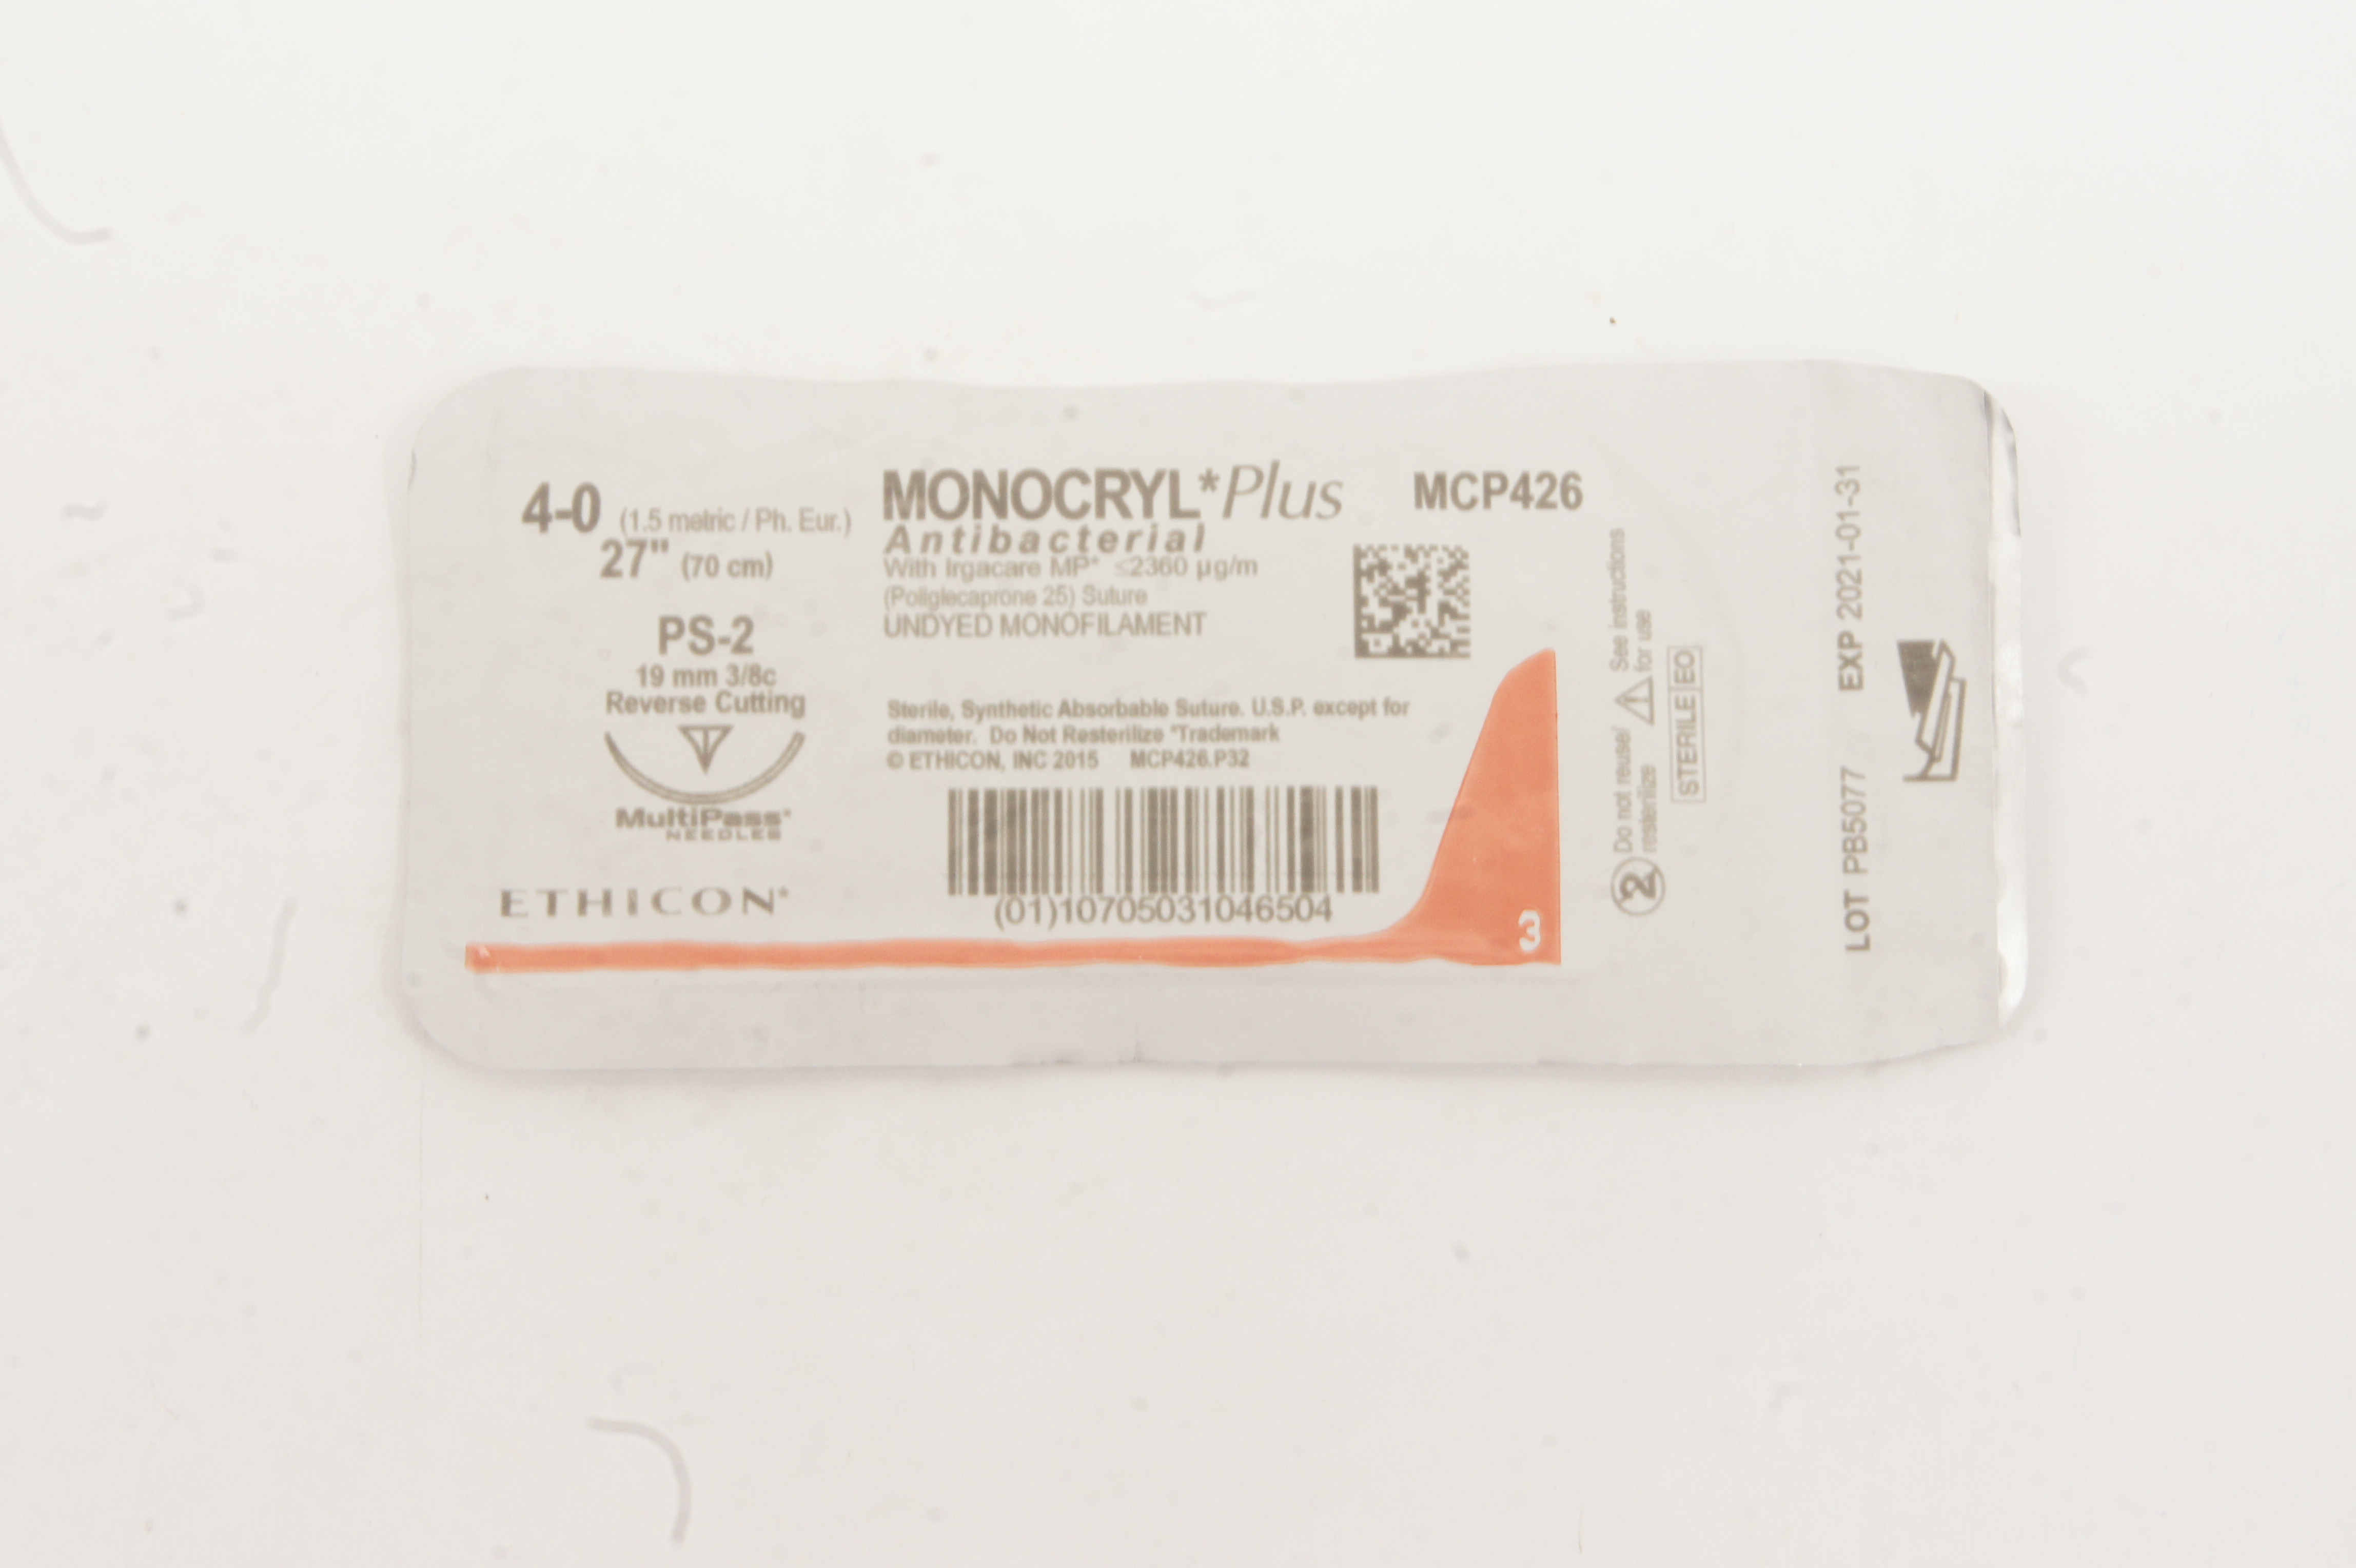 4-0 (1.5 metric / Ph. Eur.)
27" (70 cm)
PS-2
19 mm 3/8c
Reverse Cutting
MultiPass*
NEEDLES
ETHICON*
MONOCRYL*Plus
Antibacterial
With Irgacare MP* ≤2360 µg/m
(Poliglecaprone 25) Suture
UNDYED MONOFILAMENT
MCP426
Sterile, Synthetic Absorbable Suture. U.S.P. except for
diameter. Do Not Resterilize *Trademark
© ETHICON, INC 2015 MCP426.P32
(01)10705031046504
3
2 Do not reuse/
resterilize
See instructions
for use
STERILE EO
LOT PB5077 EXP 2021-01-31